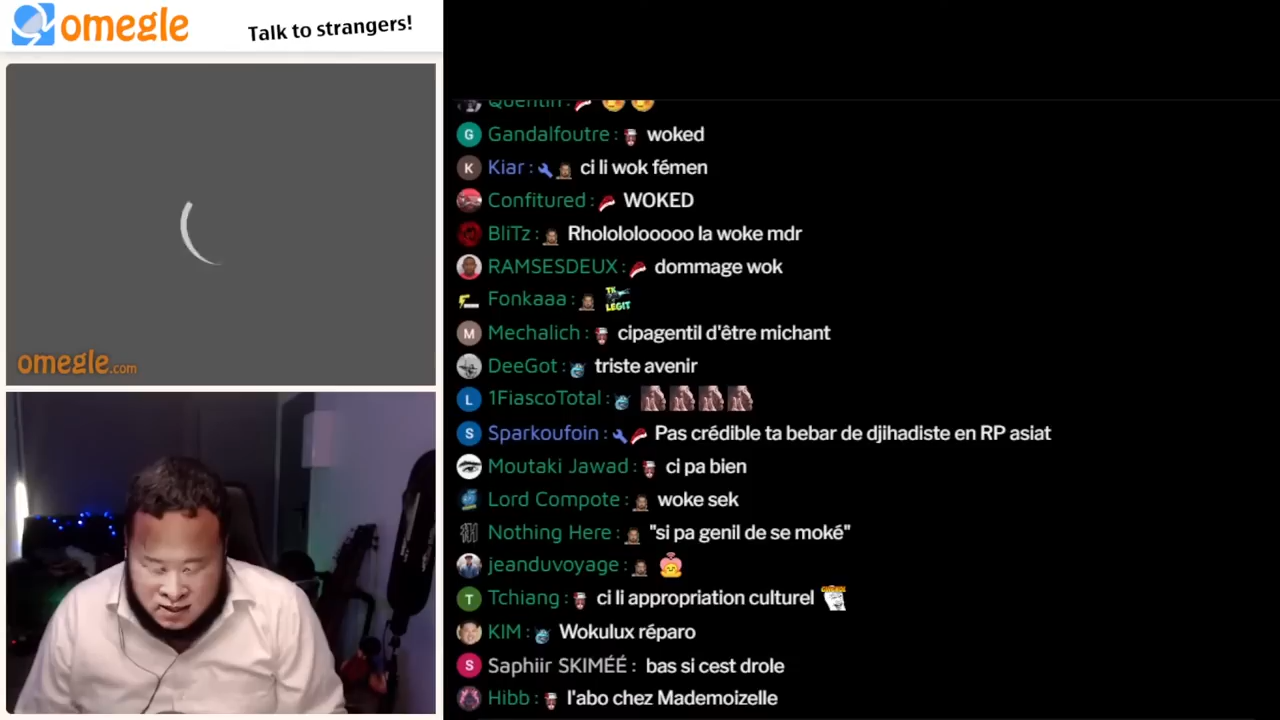 omegle
Talk to strangers!
omegle.com
Quentin :
G Gandalfoutre : woked
K Kiar : ci li wok fémen
Confitured : WOKED
BliTz : Rholololooooo la woke mdr
RAMSESDEUX : dommage wok
Fonkaaa : TK LEGIT
M Mechalich : cipagentil d'être michant
DeeGot : triste avenir
L 1FiascoTotal :
S Sparkoufoin : Pas crédible ta bebar de djihadiste en RP asiat
Moutaki Jawad : ci pa bien
Lord Compote : woke sek
Nothing Here : "si pa genil de se moké"
jeanduvoyage :
T Tchiang : ci li appropriation culturel
KIM : Wokulux réparo
S Saphiir SKIMÉÉ : bas si cest drole
Hibb : l'abo chez Mademoizelle